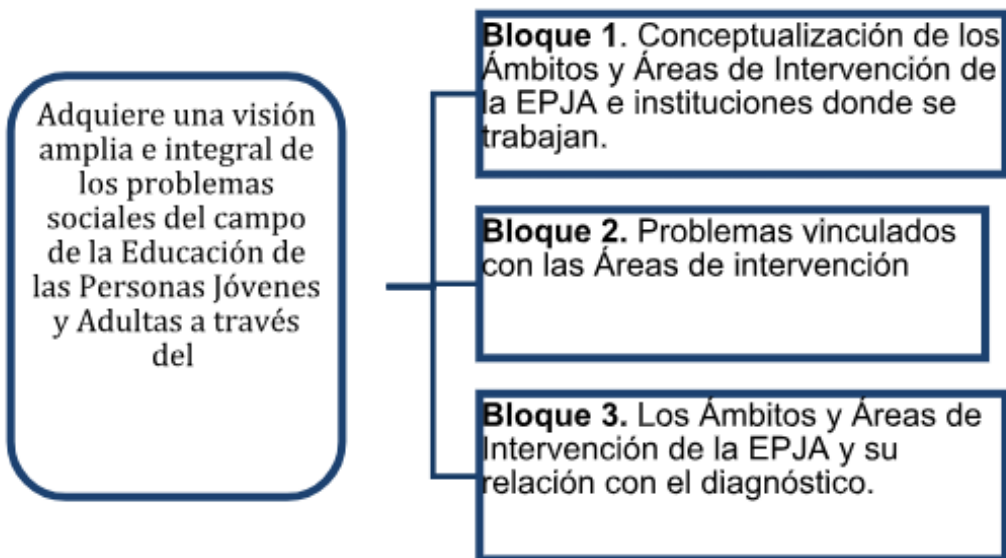 Adquiere una visión
amplia e integral de
los problemas
sociales del campo
de la Educación de
las Personas Jóvenes
y Adultas a través
del
Bloque 1. Conceptualización de los
Ámbitos y Áreas de Intervención de
la EPJA e instituciones donde se
trabajan.
Bloque 2. Problemas vinculados
con las Áreas de intervención
Bloque 3. Los Ámbitos y Áreas de
Intervención de la EPJA y su
relación con el diagnóstico.